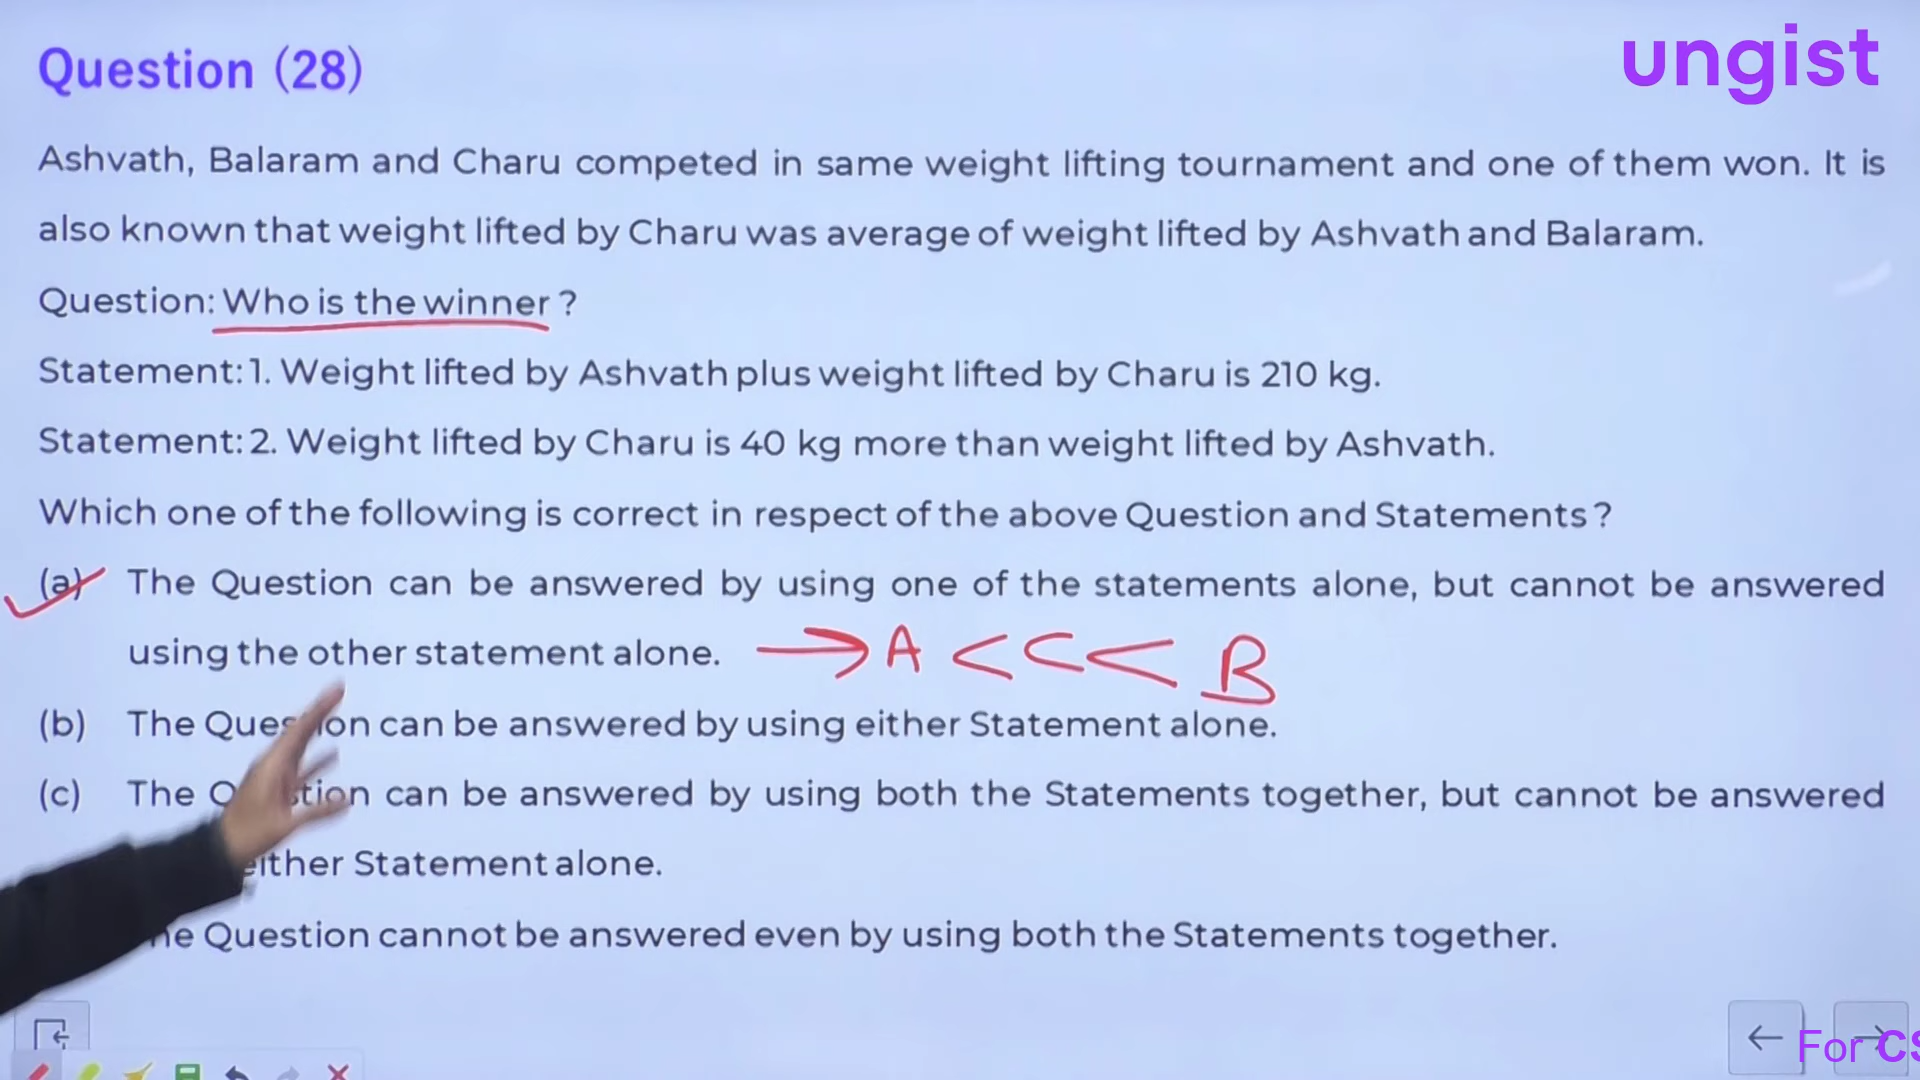 Question (28)
ungist
Ashvath, Balaram and Charu competed in same weight lifting tournament and one of them won. It is
also known that weight lifted by Charu was average of weight lifted by Ashvath and Balaram.
Question: Who is the winner ?
Statement: 1. Weight lifted by Ashvath plus weight lifted by Charu is 210 kg.
Statement: 2. Weight lifted by Charu is 40 kg more than weight lifted by Ashvath.
Which one of the following is correct in respect of the above Question and Statements ?
(a) The Question can be answered by using one of the statements alone, but cannot be answered
using the other statement alone. → A < C < B
(b) The Question can be answered by using either Statement alone.
(c) The Question can be answered by using both the Statements together, but cannot be answered
either Statement alone.
Question cannot be answered even by using both the Statements together.
For CS